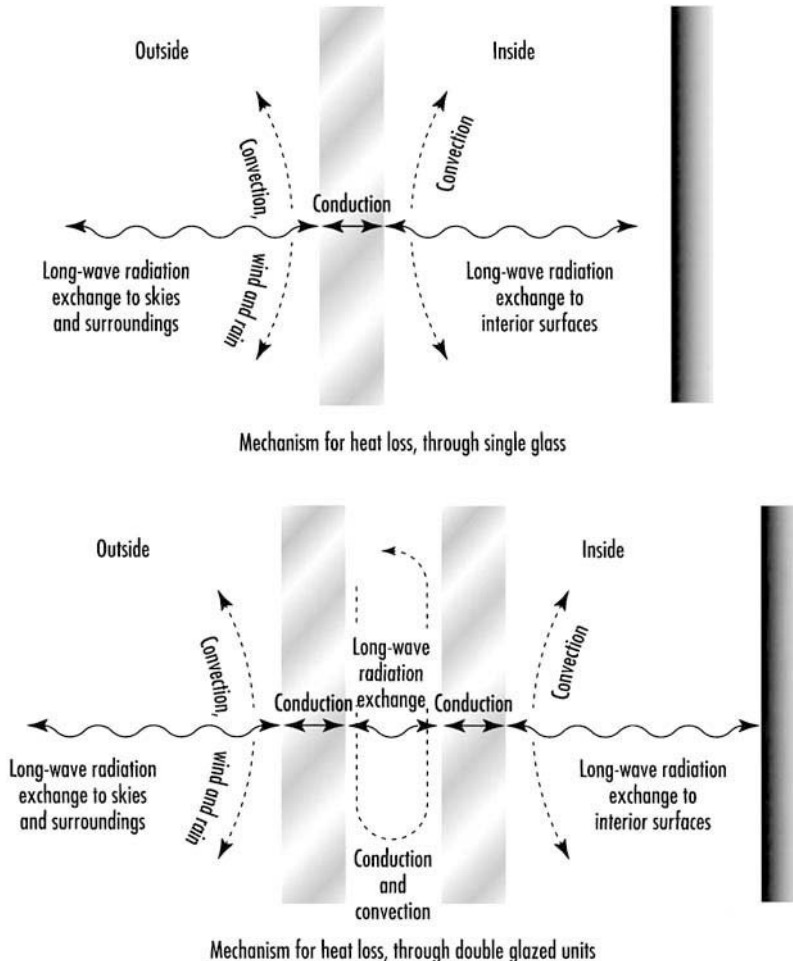 Outside
Inside
Convection,
wind and rain
Conduction
Convection
Long-wave radiation
exchange to skies
and surroundings
Long-wave radiation
exchange to
interior surfaces
Mechanism for heat loss, through single glass
Outside
Inside
Convection,
wind and rain
Conduction
Long-wave
radiation
exchange
Conduction
Convection
Long-wave radiation
exchange to skies
and surroundings
Conduction
and
convection
Long-wave radiation
exchange to
interior surfaces
Mechanism for heat loss, through double glazed units